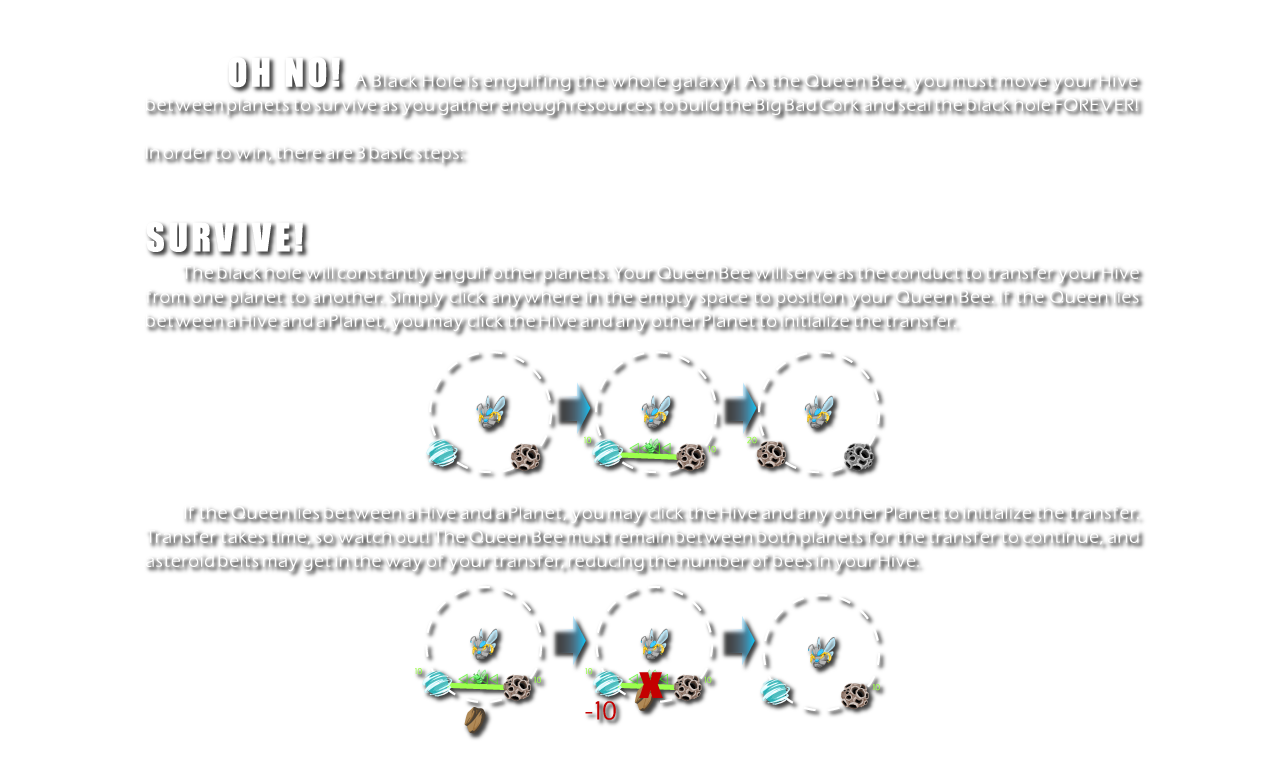 OH NO! A Black Hole is engulfing the whole galaxy! As the Queen Bee, you must move your Hive
between planets to survive as you gather enough resources to build the Big Bad Cork and seal the black hole FOREVER!
In order to win, there are 3 basic steps:
SURVIVE!
The black hole will constantly engulf other planets. Your Queen Bee will serve as the conduct to transfer your Hive
from one planet to another. Simply click anywhere in the empty space to position your Queen Bee. If the Queen lies
between a Hive and a Planet, you may click the Hive and any other Planet to initialize the transfer.
If the Queen lies between a Hive and a Planet, you may click the Hive and any other Planet to initialize the transfer.
Transfer takes time, so watch out! The Queen Bee must remain between both planets for the transfer to continue, and
asteroid belts may get in the way of your transfer, reducing the number of bees in your Hive.
X
-10